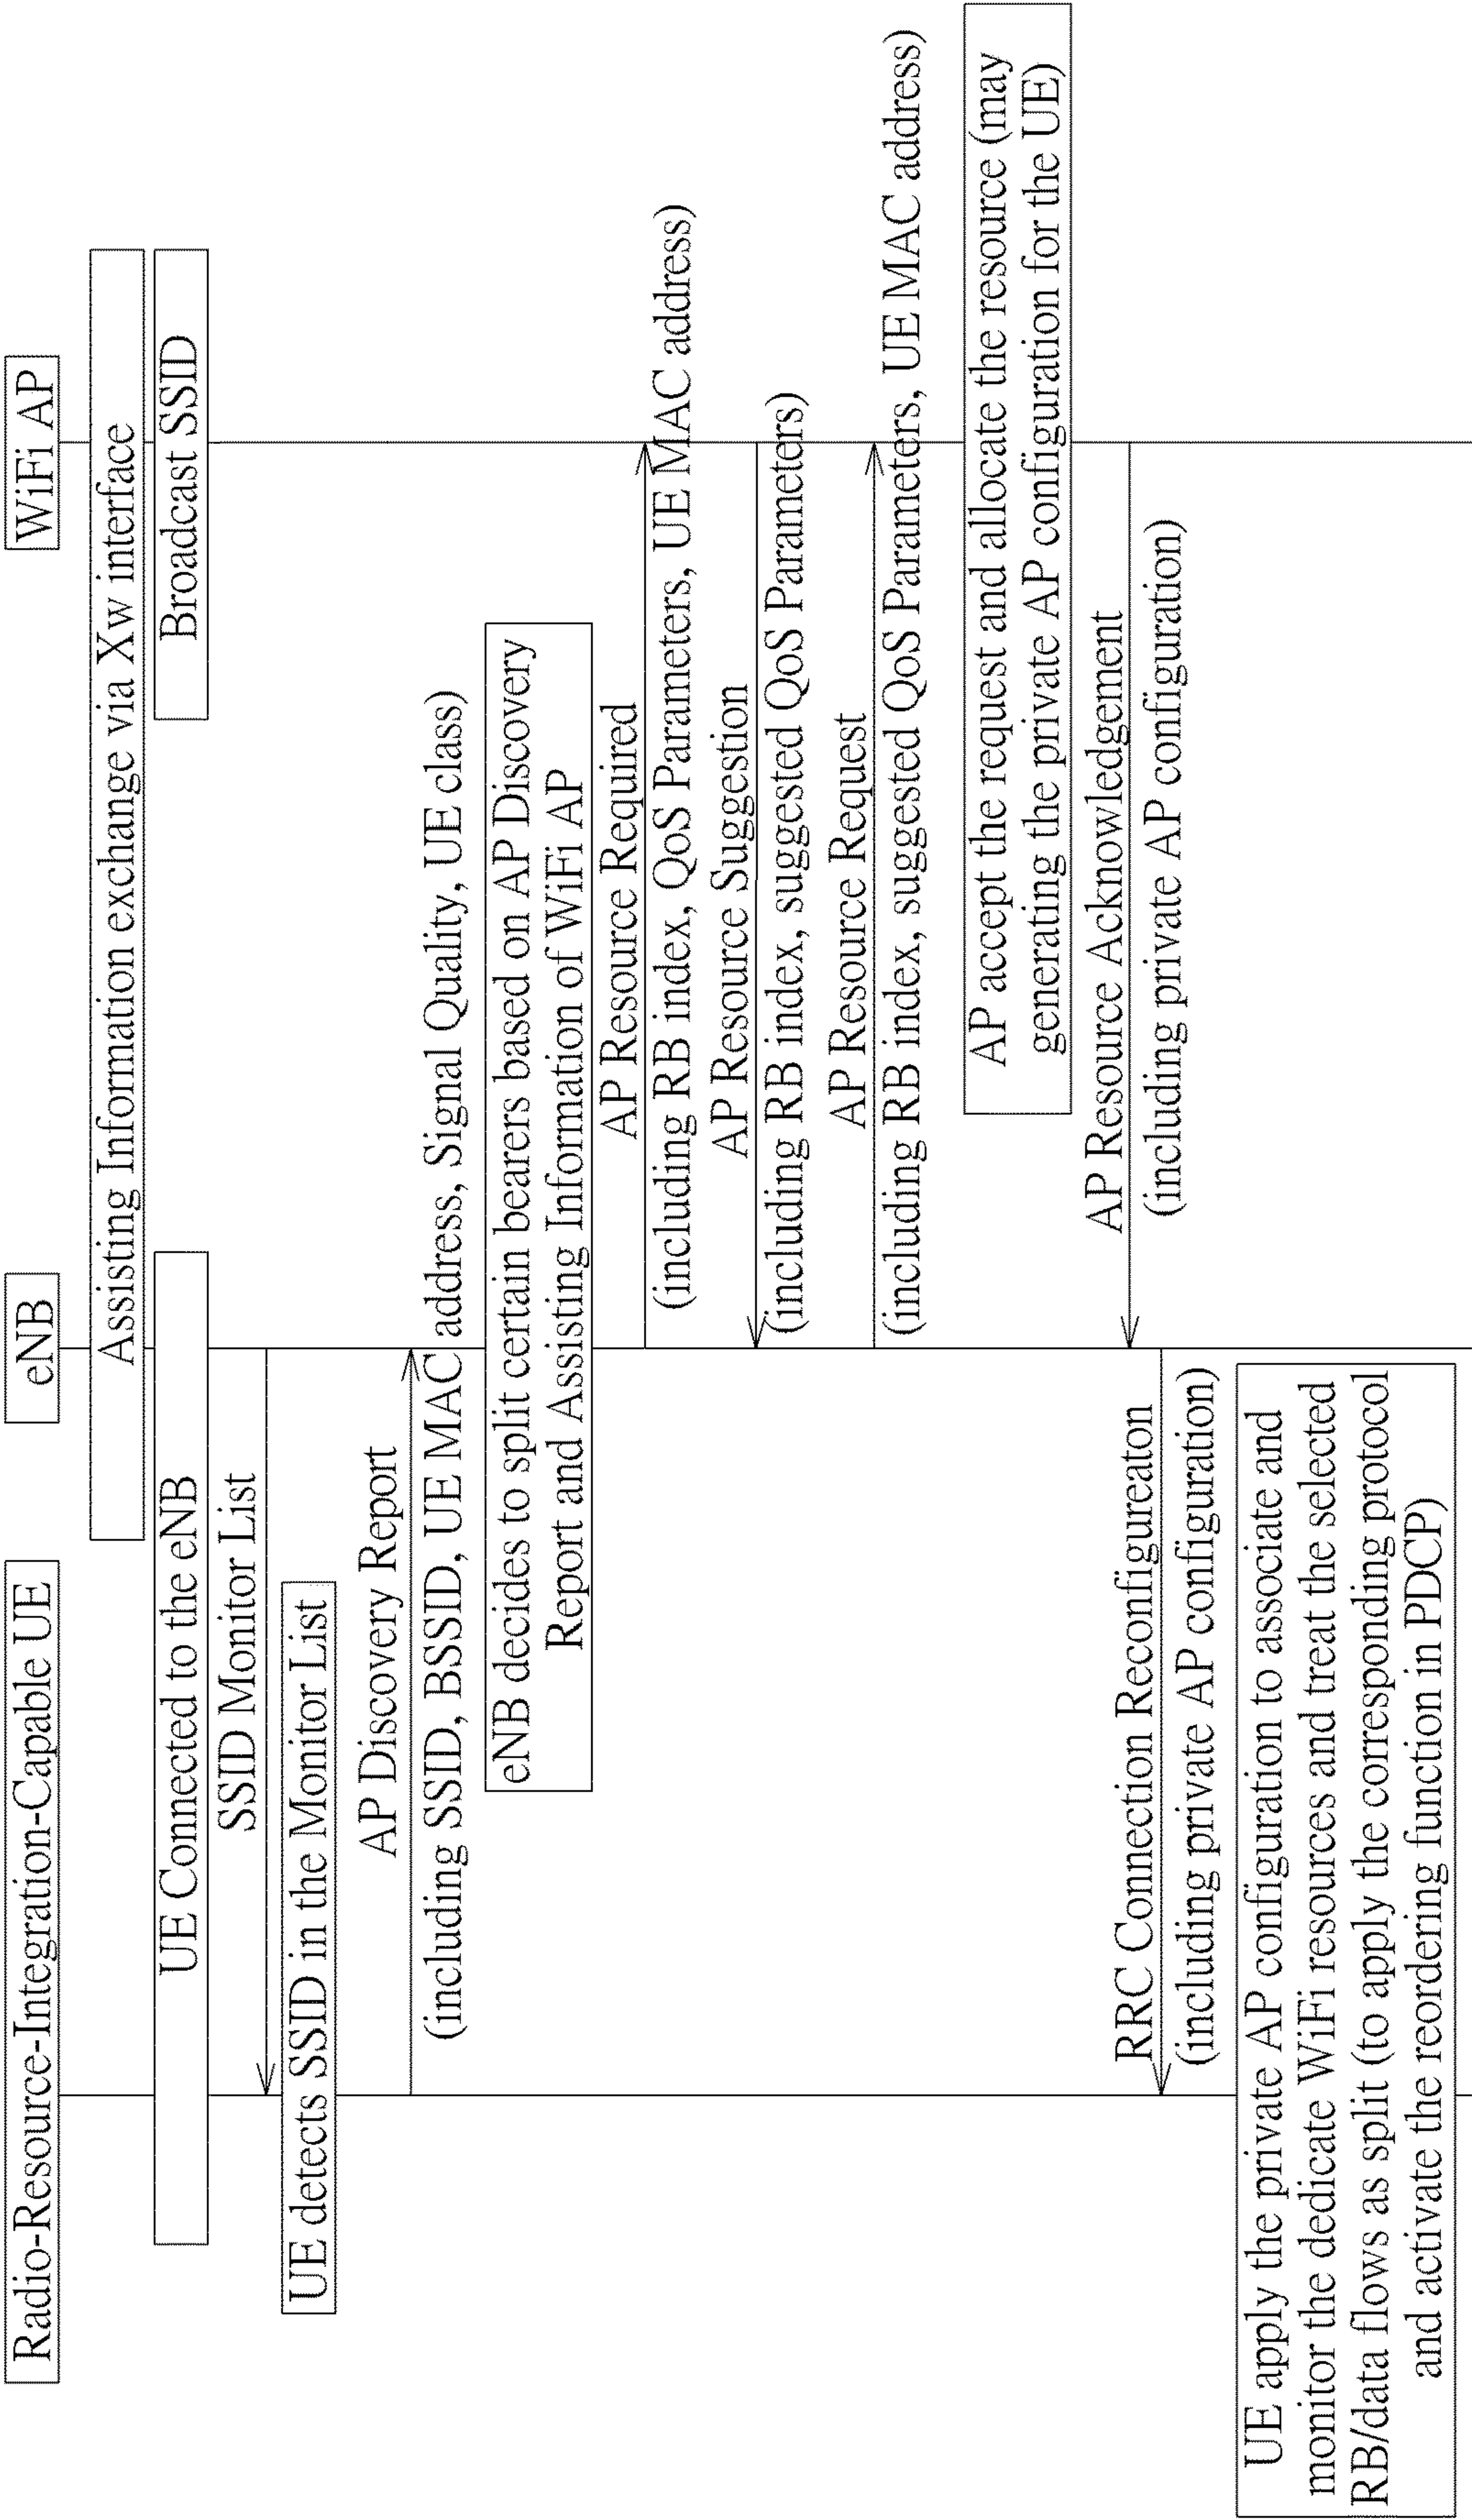 Radio-Resource-Integration-Capable UE
eNB
WiFi AP
Assisting Information exchange via Xw interface
UE Connected to the eNB
Broadcast SSID
SSID Monitor List
UE detects SSID in the Monitor List
AP Discovery Report
(including SSID, BSSID, UE MAC address, Signal Quality, UE class)
eNB decides to split certain bearers based on AP Discovery
Report and Assisting Information of WiFi AP
AP Resource Required
(including RB index, QoS Parameters, UE MAC address)
AP Resource Suggestion
(including RB index, suggested QoS Parameters)
AP Resource Request
(including RB index, suggested QoS Parameters, UE MAC address)
AP accept the request and allocate the resource (may
generating the private AP configuration for the UE)
AP Resource Acknowledgement
(including private AP configuration)
RRC Connection Reconfigureaton
(including private AP configuration)
UE apply the private AP configuration to associate and
monitor the dedicate WiFi resources and treat the selected
RB/data flows as split (to apply the corresponding protocol
and activate the reordering function in PDCP)